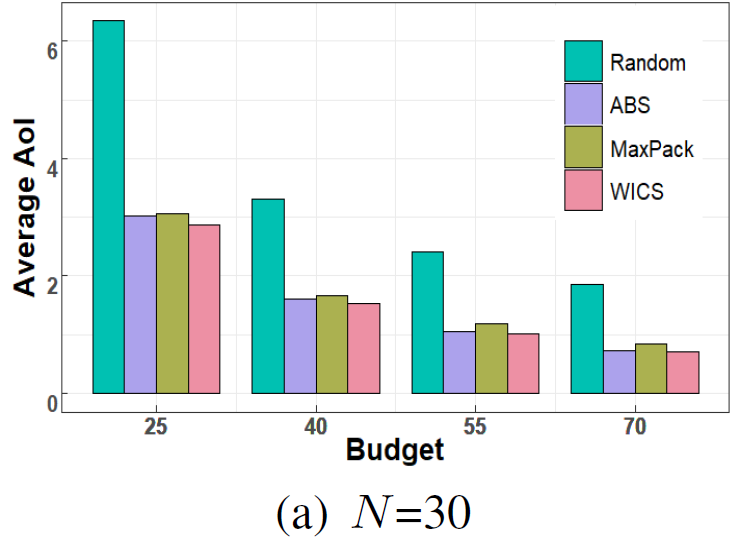 Average AoI
6
4
2
0
Random
ABS
MaxPack
WICS
25 40 55 70
Budget
(a) N=30